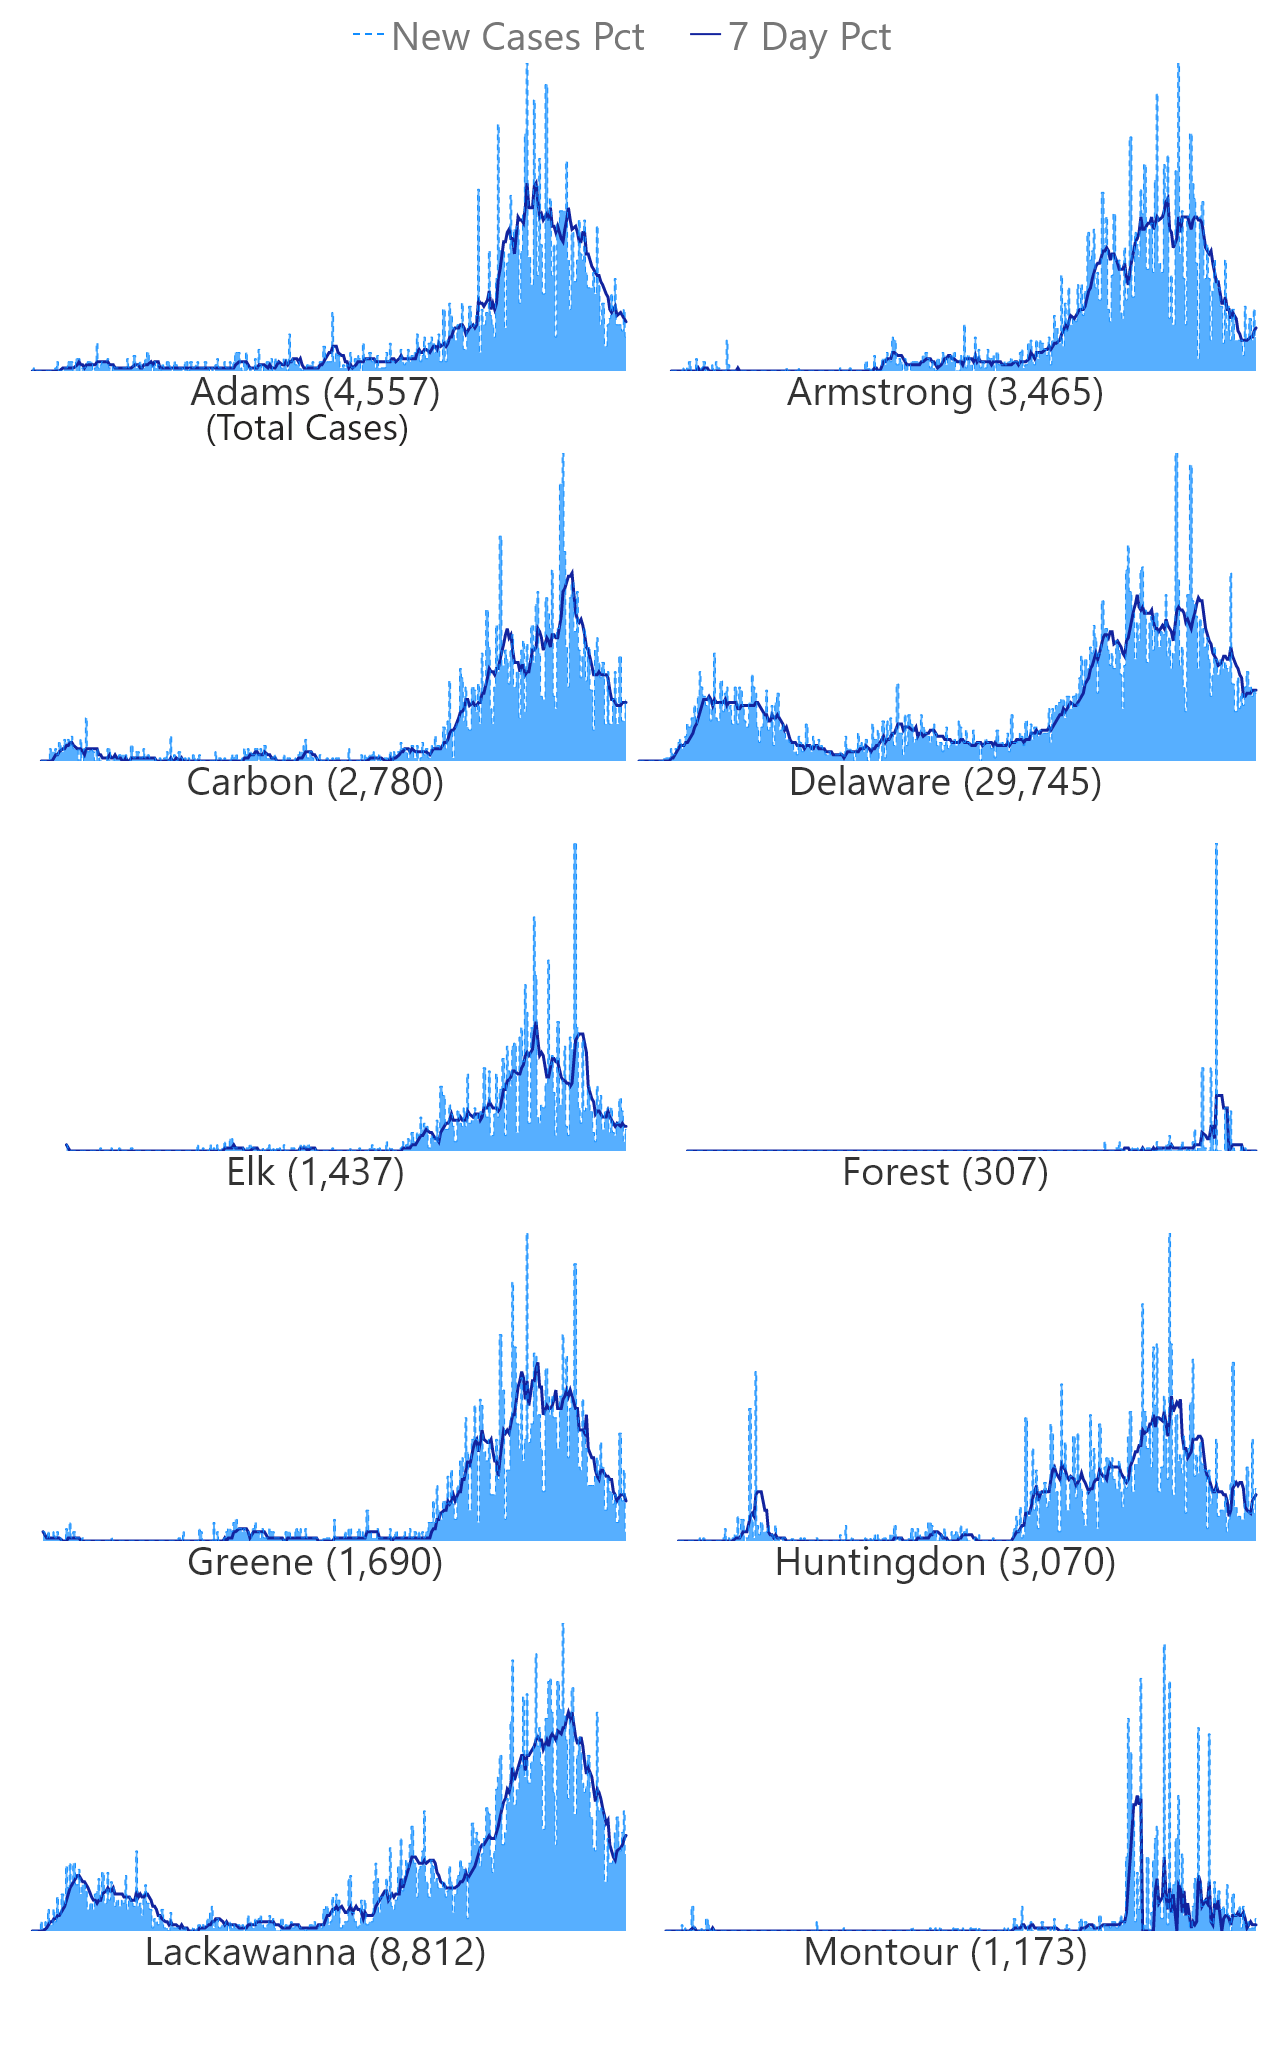 New Cases Pct 7 Day Pct
Adams (4,557) Armstrong (3,465)
(Total Cases)
Carbon (2,780) Delaware (29,745)
Elk (1,437) Forest (307)
Greene (1,690) Huntingdon (3,070)
Lackawanna (8,812) Montour (1,173)